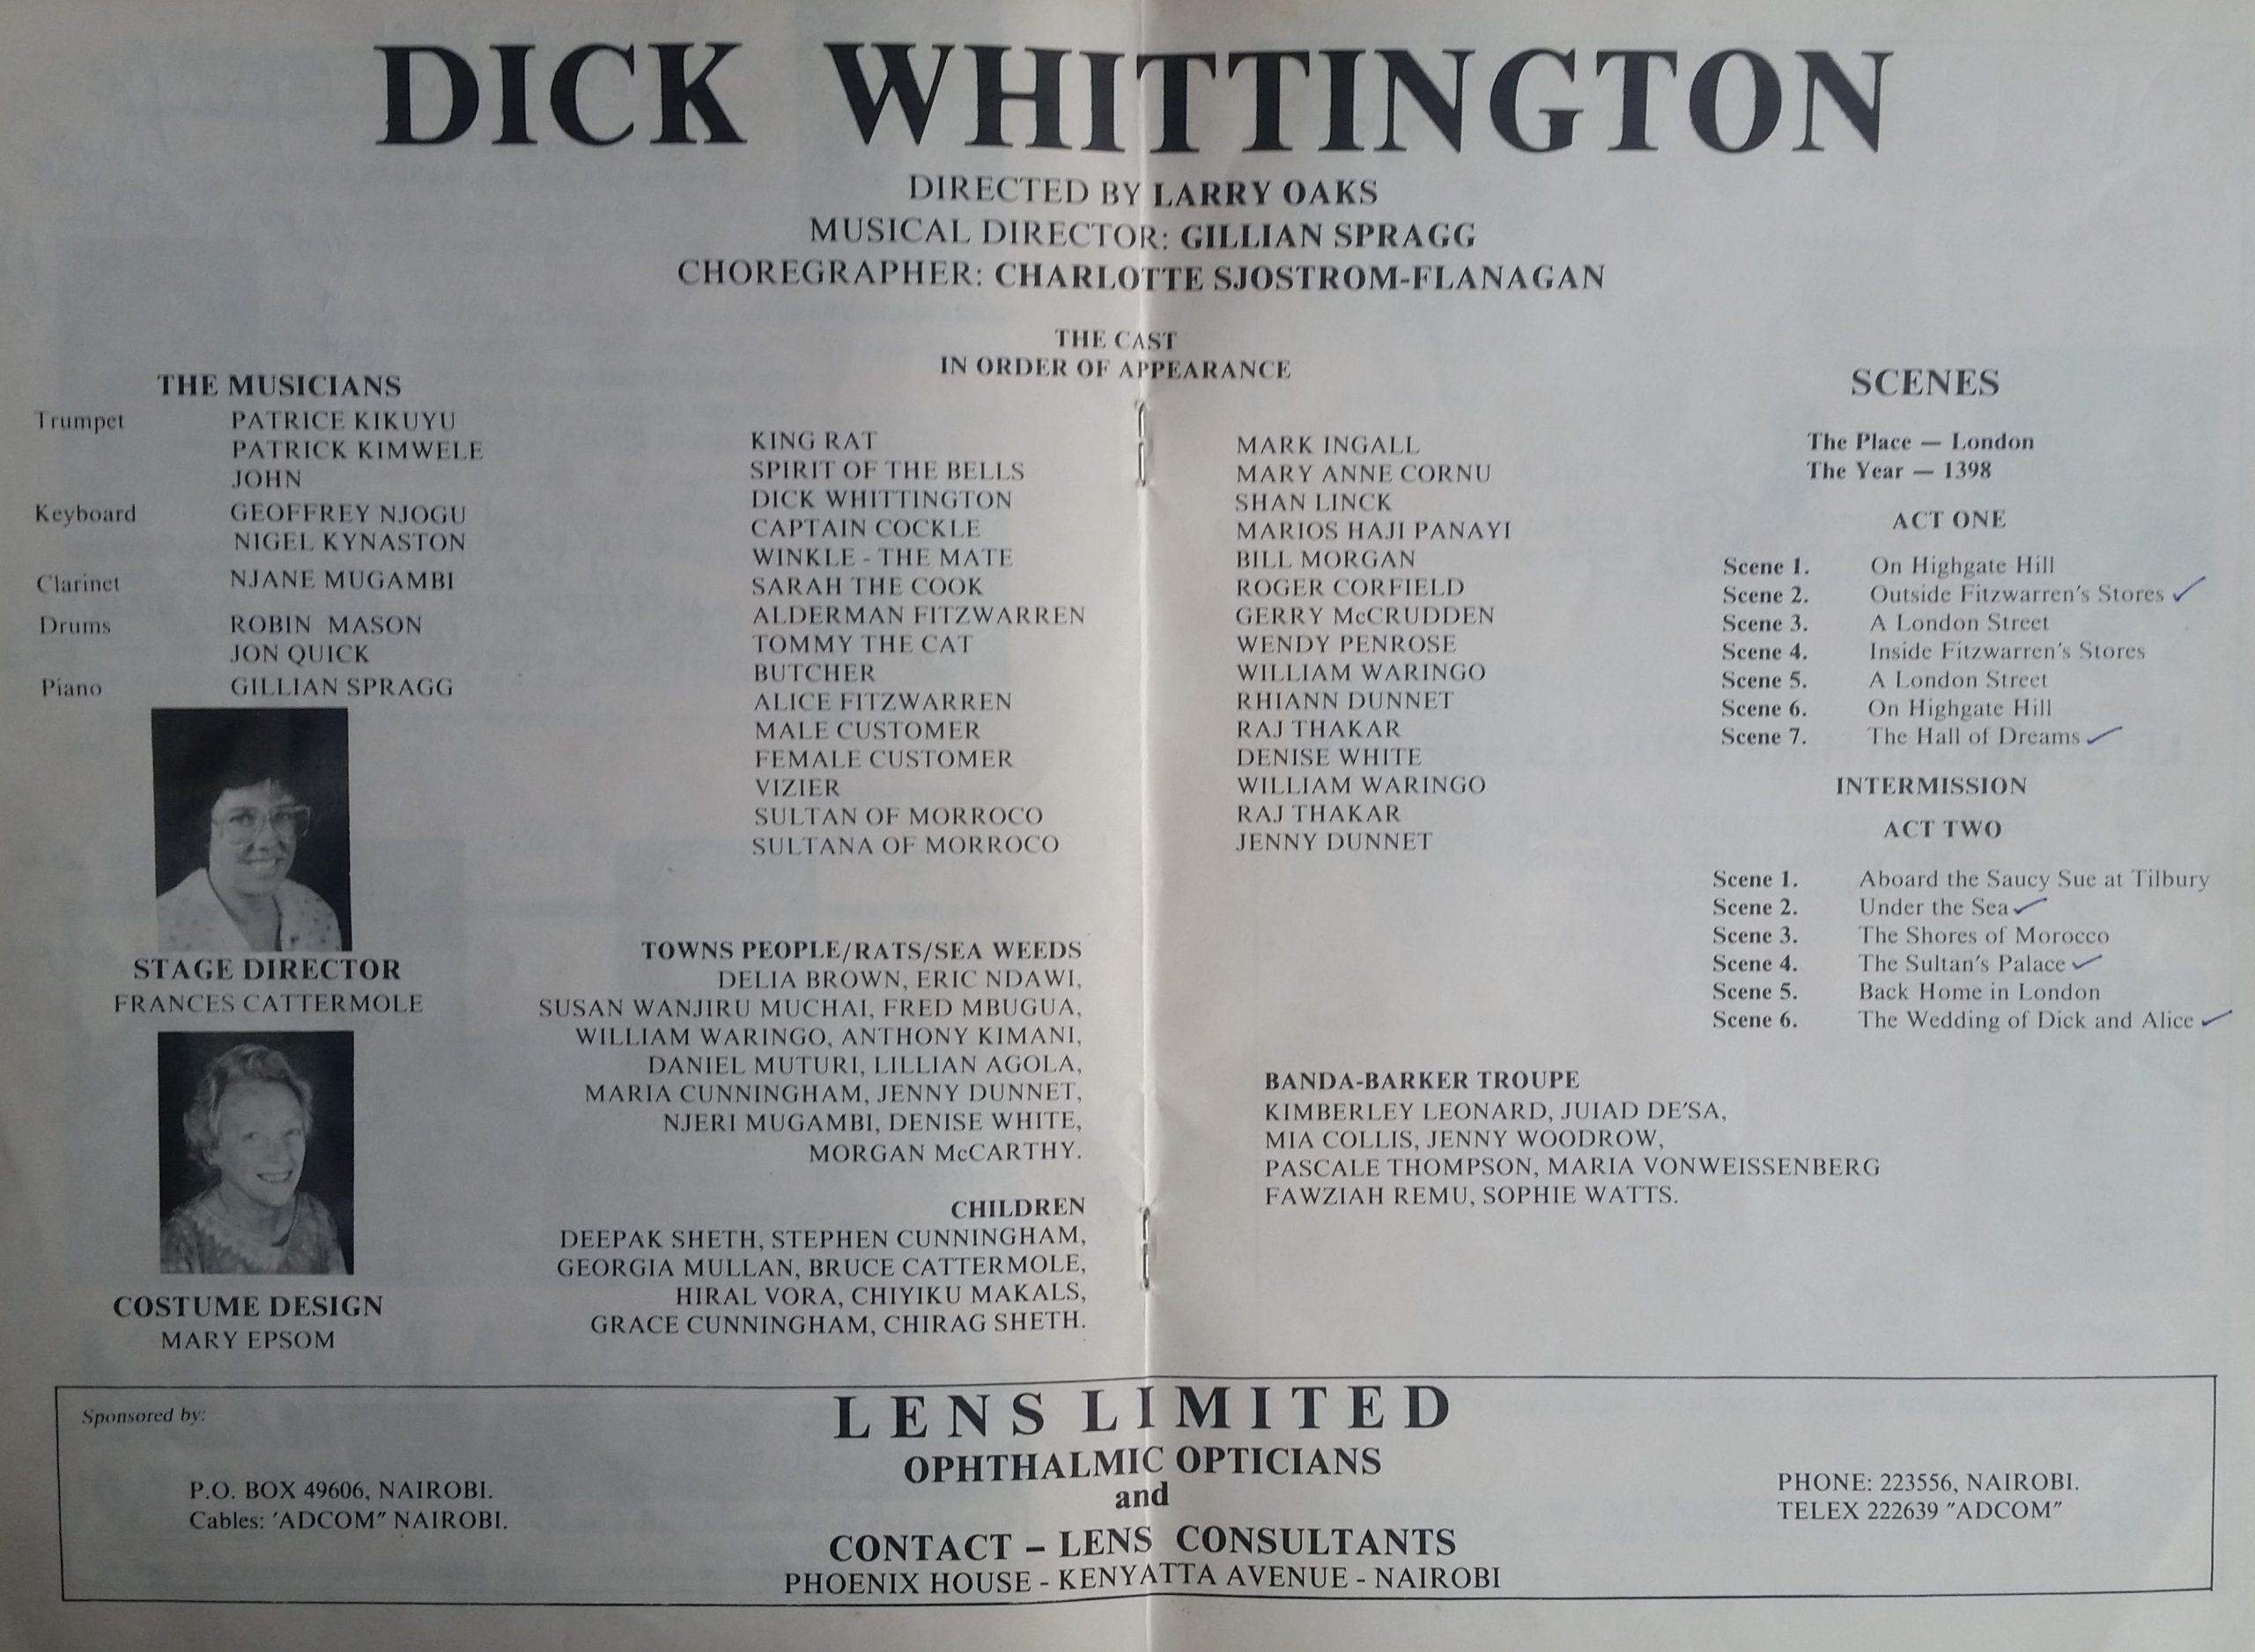 DICK WHITTINGTON
DIRECTED BY LARRY OAKS
MUSICAL DIRECTOR: GILLIAN SPRAGG
CHOREGRAPHER: CHARLOTTE SJOSTROM-FLANAGAN
THE MUSICIANS
Trumpet PATRICE KIKUYU
PATRICK KIMWELE
JOHN
Keyboard GEOFFREY NJOGU
NIGEL KYNASTON
Clarinet NJANE MUGAMBI
Drums ROBIN MASON
JON QUICK
Piano GILLIAN SPRAGG
STAGE DIRECTOR
FRANCES CATTERMOLE
COSTUME DESIGN
MARY EPSOM
THE CAST
IN ORDER OF APPEARANCE
KING RAT MARK INGALL
SPIRIT OF THE BELLS MARY ANNE CORNU
DICK WHITTINGTON SHAN LINCK
CAPTAIN COCKLE MARIOS HAJI PANAYI
WINKLE - THE MATE BILL MORGAN
SARAH THE COOK ROGER CORFIELD
ALDERMAN FITZWARREN GERRY McCRUDDEN
TOMMY THE CAT WENDY PENROSE
BUTCHER WILLIAM WARINGO
ALICE FITZWARREN RHIANN DUNNET
MALE CUSTOMER RAJ THAKAR
FEMALE CUSTOMER DENISE WHITE
VIZIER WILLIAM WARINGO
SULTAN OF MORROCO RAJ THAKAR
SULTANA OF MORROCO JENNY DUNNET
TOWNS PEOPLE/RATS/SEA WEEDS
DELIA BROWN, ERIC NDAWI,
SUSAN WANJIRU MUCHAI, FRED MBUGUA,
WILLIAM WARINGO, ANTHONY KIMANI,
DANIEL MUTURI, LILLIAN AGOLA,
MARIA CUNNINGHAM, JENNY DUNNET,
NJERI MUGAMBI, DENISE WHITE,
MORGAN McCARTHY.
CHILDREN
DEEPAK SHETH, STEPHEN CUNNINGHAM,
GEORGIA MULLAN, BRUCE CATTERMOLE,
HIRAL VORA, CHIYIKU MAKALS,
GRACE CUNNINGHAM, CHIRAG SHETH.
SCENES
The Place — London
The Year — 1398
ACT ONE
Scene 1. On Highgate Hill
Scene 2. Outside Fitzwarren's Stores ✓
Scene 3. A London Street
Scene 4. Inside Fitzwarren's Stores
Scene 5. A London Street
Scene 6. On Highgate Hill
Scene 7. The Hall of Dreams ✓
INTERMISSION
ACT TWO
Scene 1. Aboard the Saucy Sue at Tilbury
Scene 2. Under the Sea ✓
Scene 3. The Shores of Morocco
Scene 4. The Sultan's Palace ✓
Scene 5. Back Home in London
Scene 6. The Wedding of Dick and Alice ✓
BANDA-BARKER TROUPE
KIMBERLEY LEONARD, JUIAD DE'SA,
MIA COLLIS, JENNY WOODROW,
PASCALE THOMPSON, MARIA VONWEISSENBERG
FAWZIAH REMU, SOPHIE WATTS.
Sponsored by:
LENS LIMITED
OPHTHALMIC OPTICIANS
and
CONTACT – LENS CONSULTANTS
PHOENIX HOUSE - KENYATTA AVENUE - NAIROBI
P.O. BOX 49606, NAIROBI.
Cables: 'ADCOM" NAIROBI.
PHONE: 223556, NAIROBI.
TELEX 222639 "ADCOM"